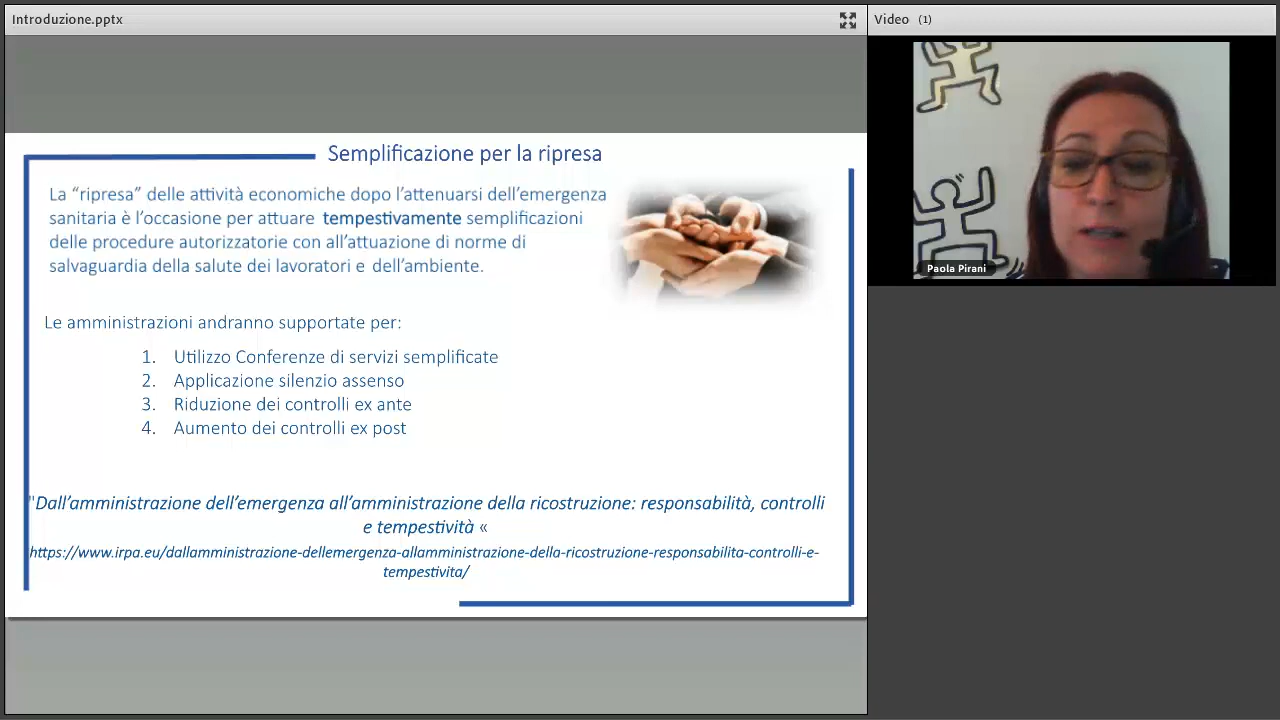 Introduzione.pptx
Video (1)
Semplificazione per la ripresa
La “ripresa” delle attività economiche dopo l’attenuarsi dell’emergenza
sanitaria è l’occasione per attuare tempestivamente semplificazioni
delle procedure autorizzatorie con all’attuazione di norme di
salvaguardia della salute dei lavoratori e dell’ambiente.
Le amministrazioni andranno supportate per:
1. Utilizzo Conferenze di servizi semplificate
2. Applicazione silenzio assenso
3. Riduzione dei controlli ex ante
4. Aumento dei controlli ex post
"Dall’amministrazione dell’emergenza all’amministrazione della ricostruzione: responsabilità, controlli
e tempestività «
https://www.irpa.eu/dallamministrazione-dellemergenza-allamministrazione-della-ricostruzione-responsabilita-controlli-e-
tempestivita/
Paola Pirani